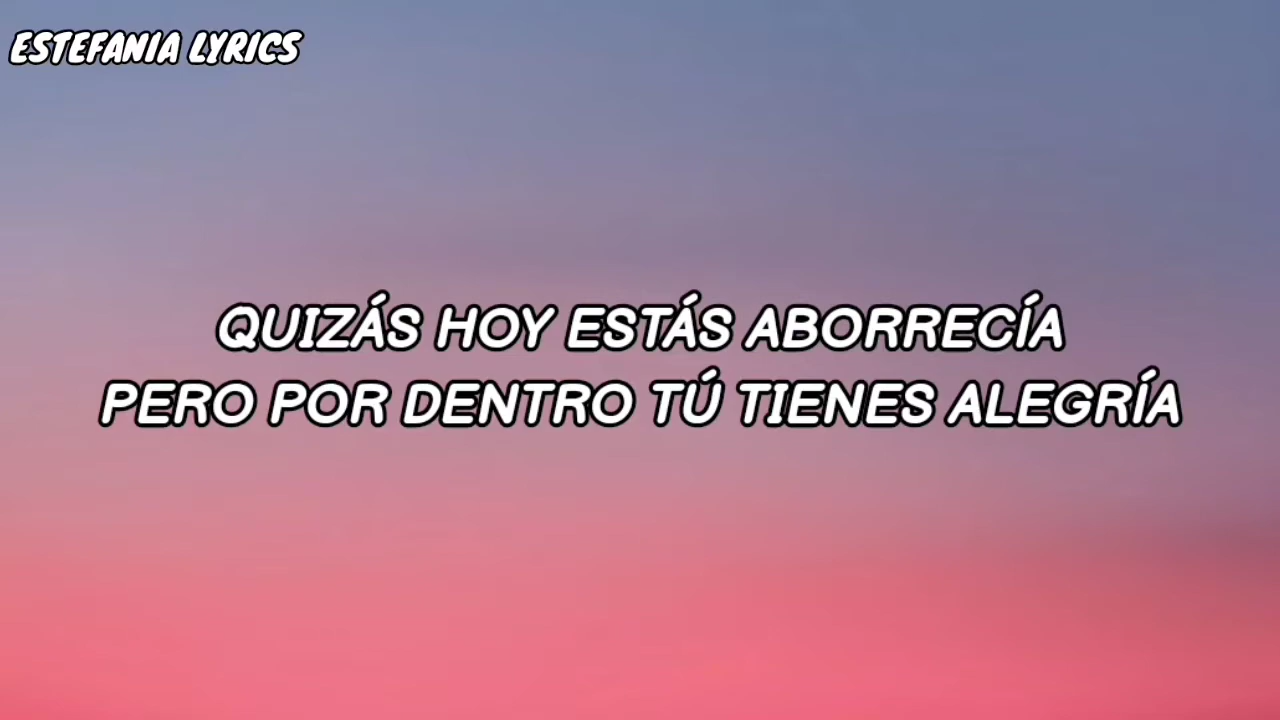 ESTEFANIA LYRICS
QUIZÁS HOY ESTÁS ABORRECÍA
PERO POR DENTRO TÚ TIENES ALEGRÍA